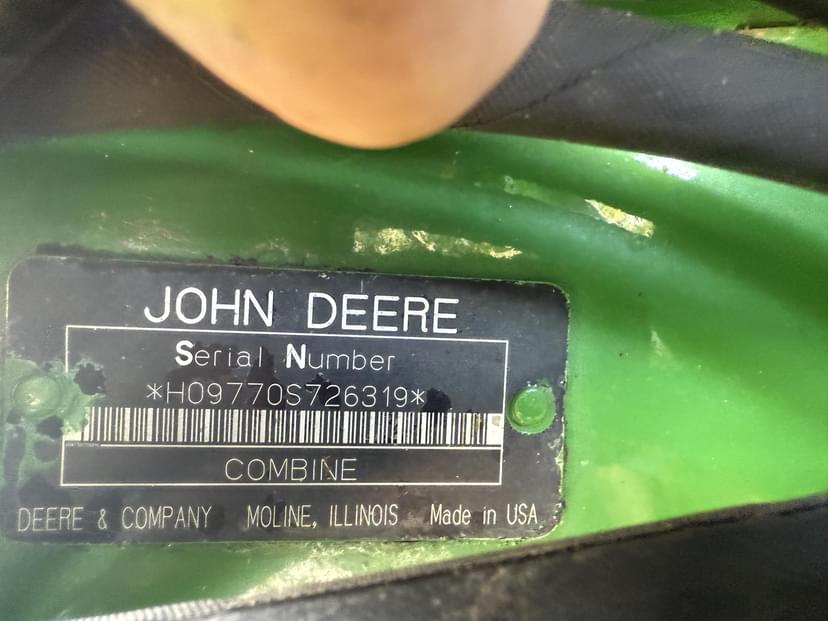 JOHN DEERE
Serial Number
*H09770S726319*
COMBINE
DEERE & COMPANY MOLINE, ILLINOIS Made in USA